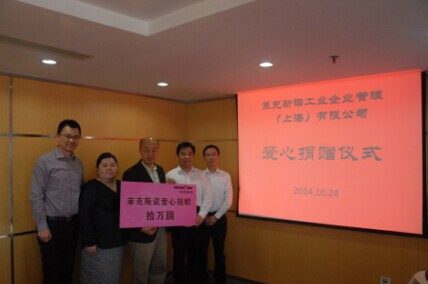 莱克斯诺工业企业管理
（上海）有限公司
爱心捐赠仪式
2014.10.24
莱克斯诺爱心捐赠
拾万圆